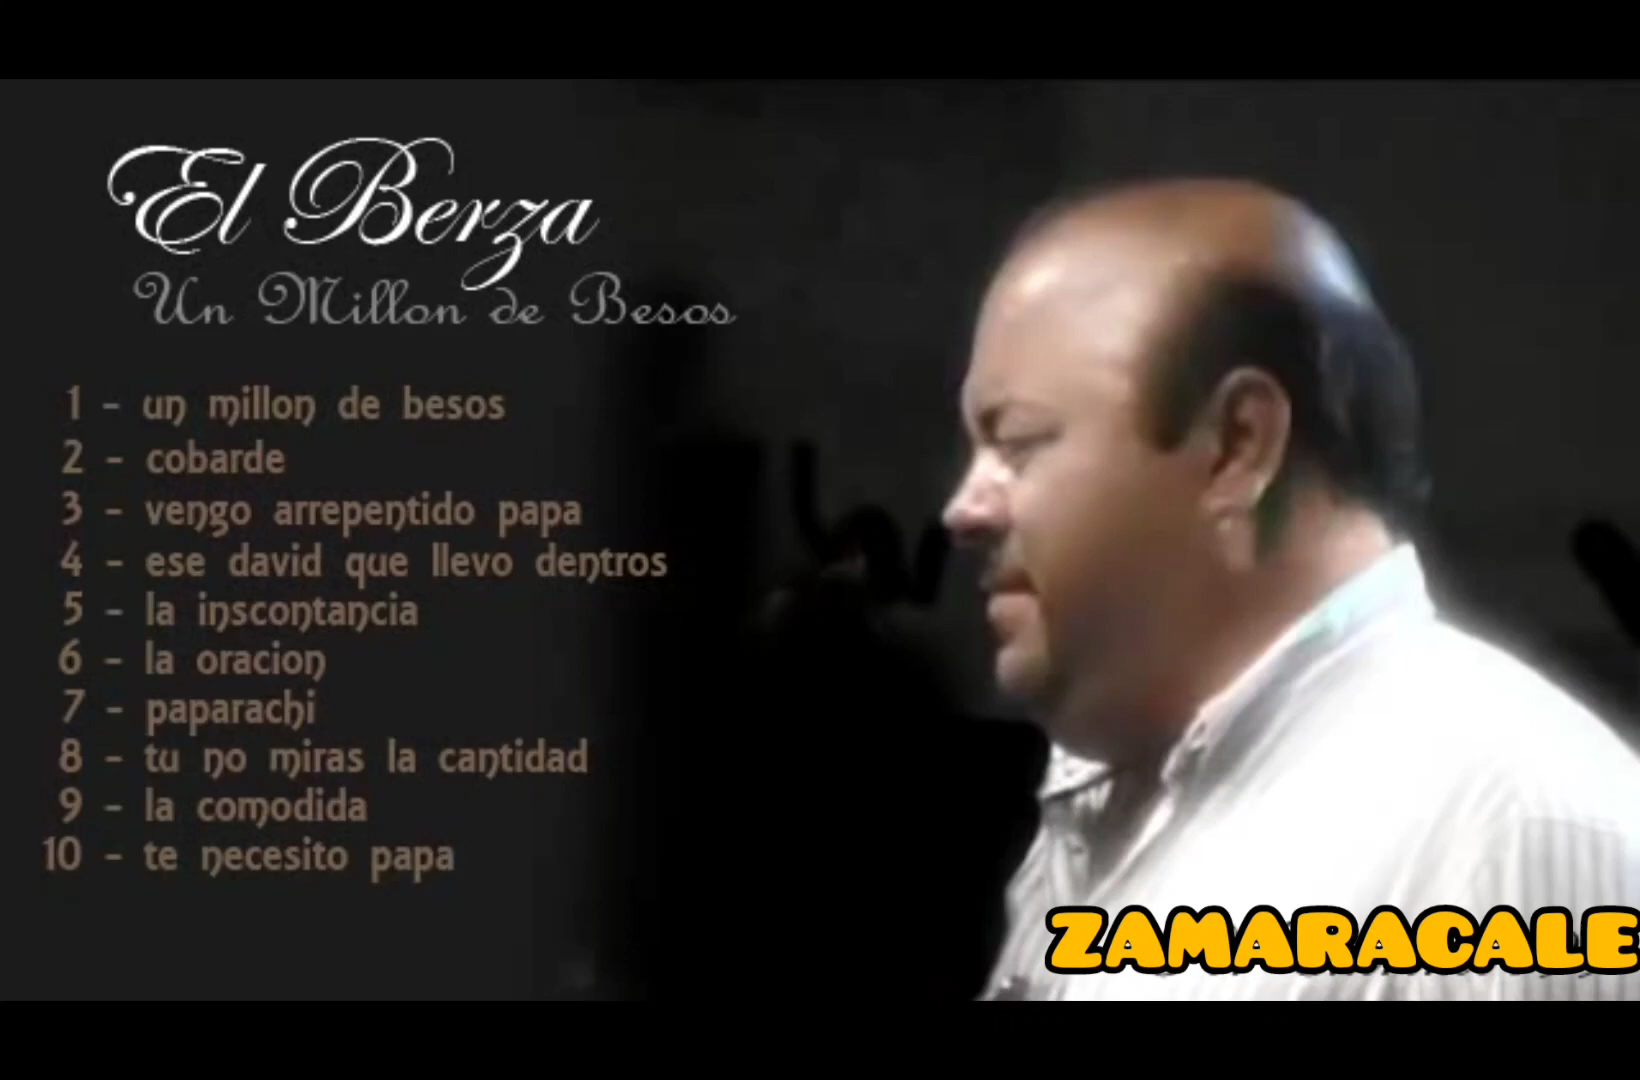 El Berza
Un Millon de Besos
1 - un millon de besos
2 - cobarde
3 - vengo arrepentido papa
4 - ese david que llevo dentros
5 - la inscontancia
6 - la oracion
7 - paparachi
8 - tu no miras la cantidad
9 - la comodida
10 - te necesito papa
ZAMARACALE